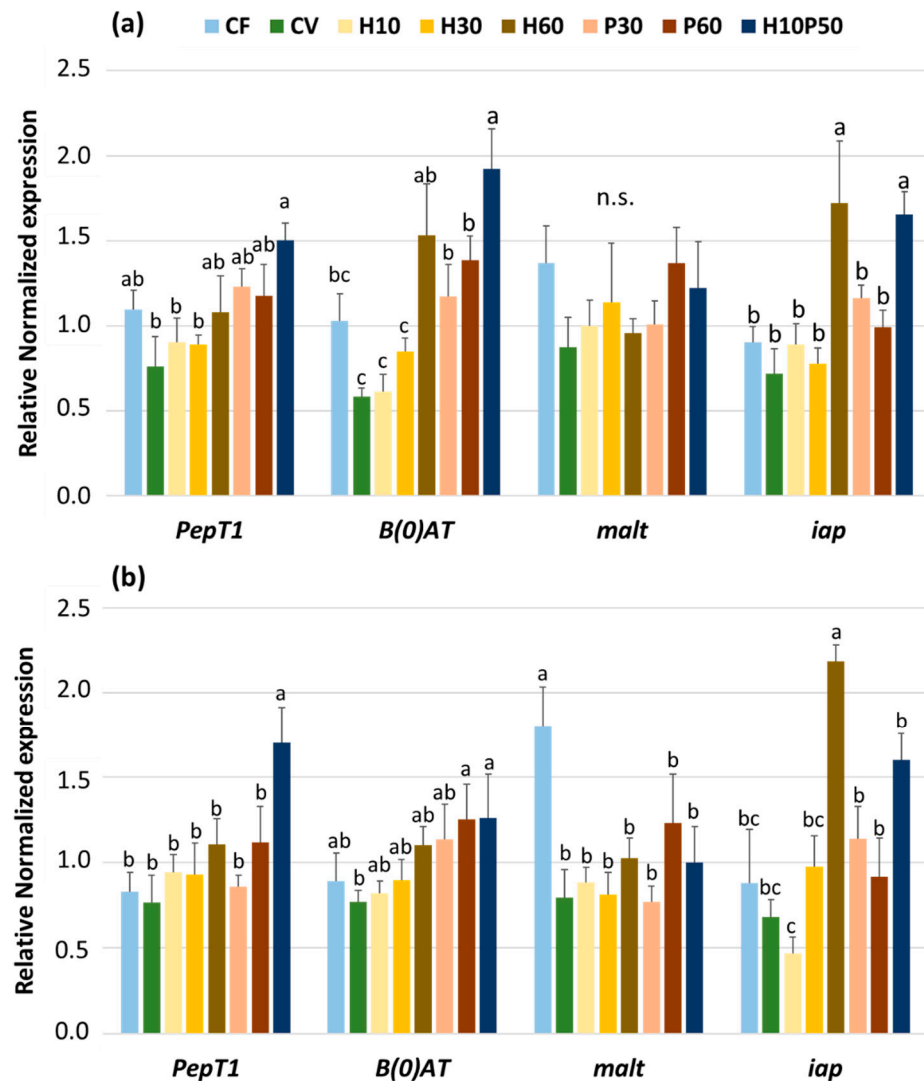 (a) CF CV H10 H30 H60 P30 P60 H10P50
Relative Normalized expression
2.5
2.0
1.5
1.0
0.5
0.0
ab b b b ab ab ab a
bc c c c ab b b a
n.s.
b b b b a b b a
PepT1 B(0)AT malt iap
(b)
Relative Normalized expression
2.5
2.0
1.5
1.0
0.5
0.0
b b b b b b b a
ab b ab ab ab ab a a
a b b b b b b b
bc bc c bc a b b b
PepT1 B(0)AT malt iap